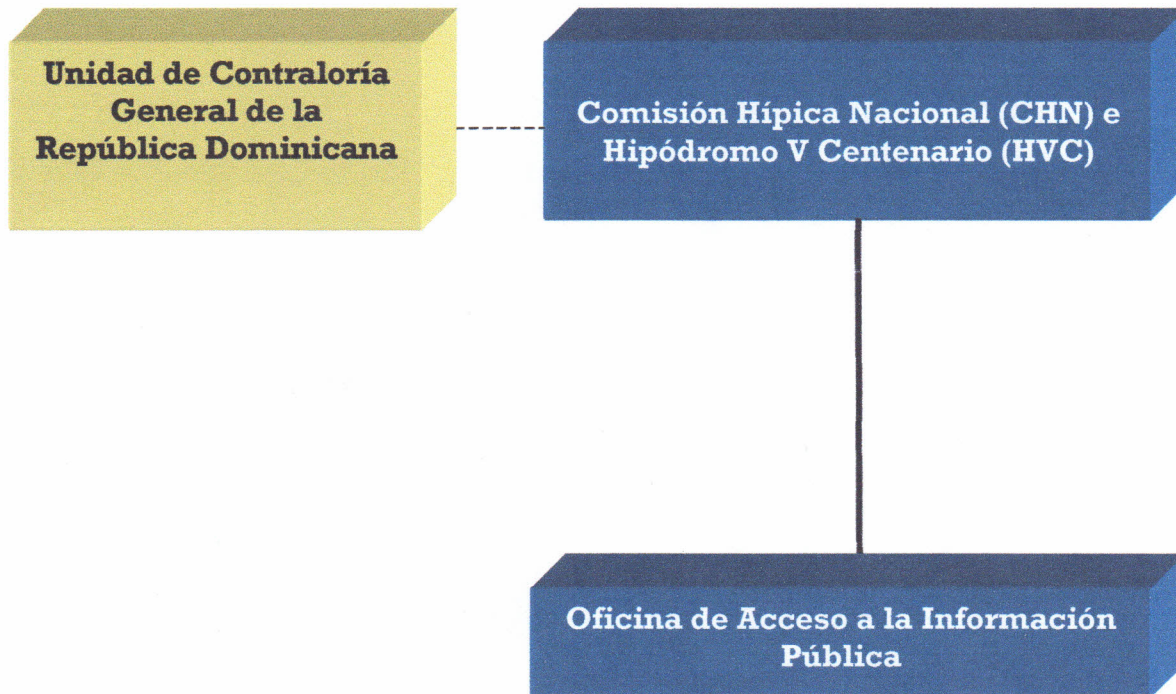 Unidad de Contraloría
General de la
República Dominicana
Comisión Hípica Nacional (CHN) e
Hipódromo V Centenario (HVC)
Oficina de Acceso a la Información
Pública